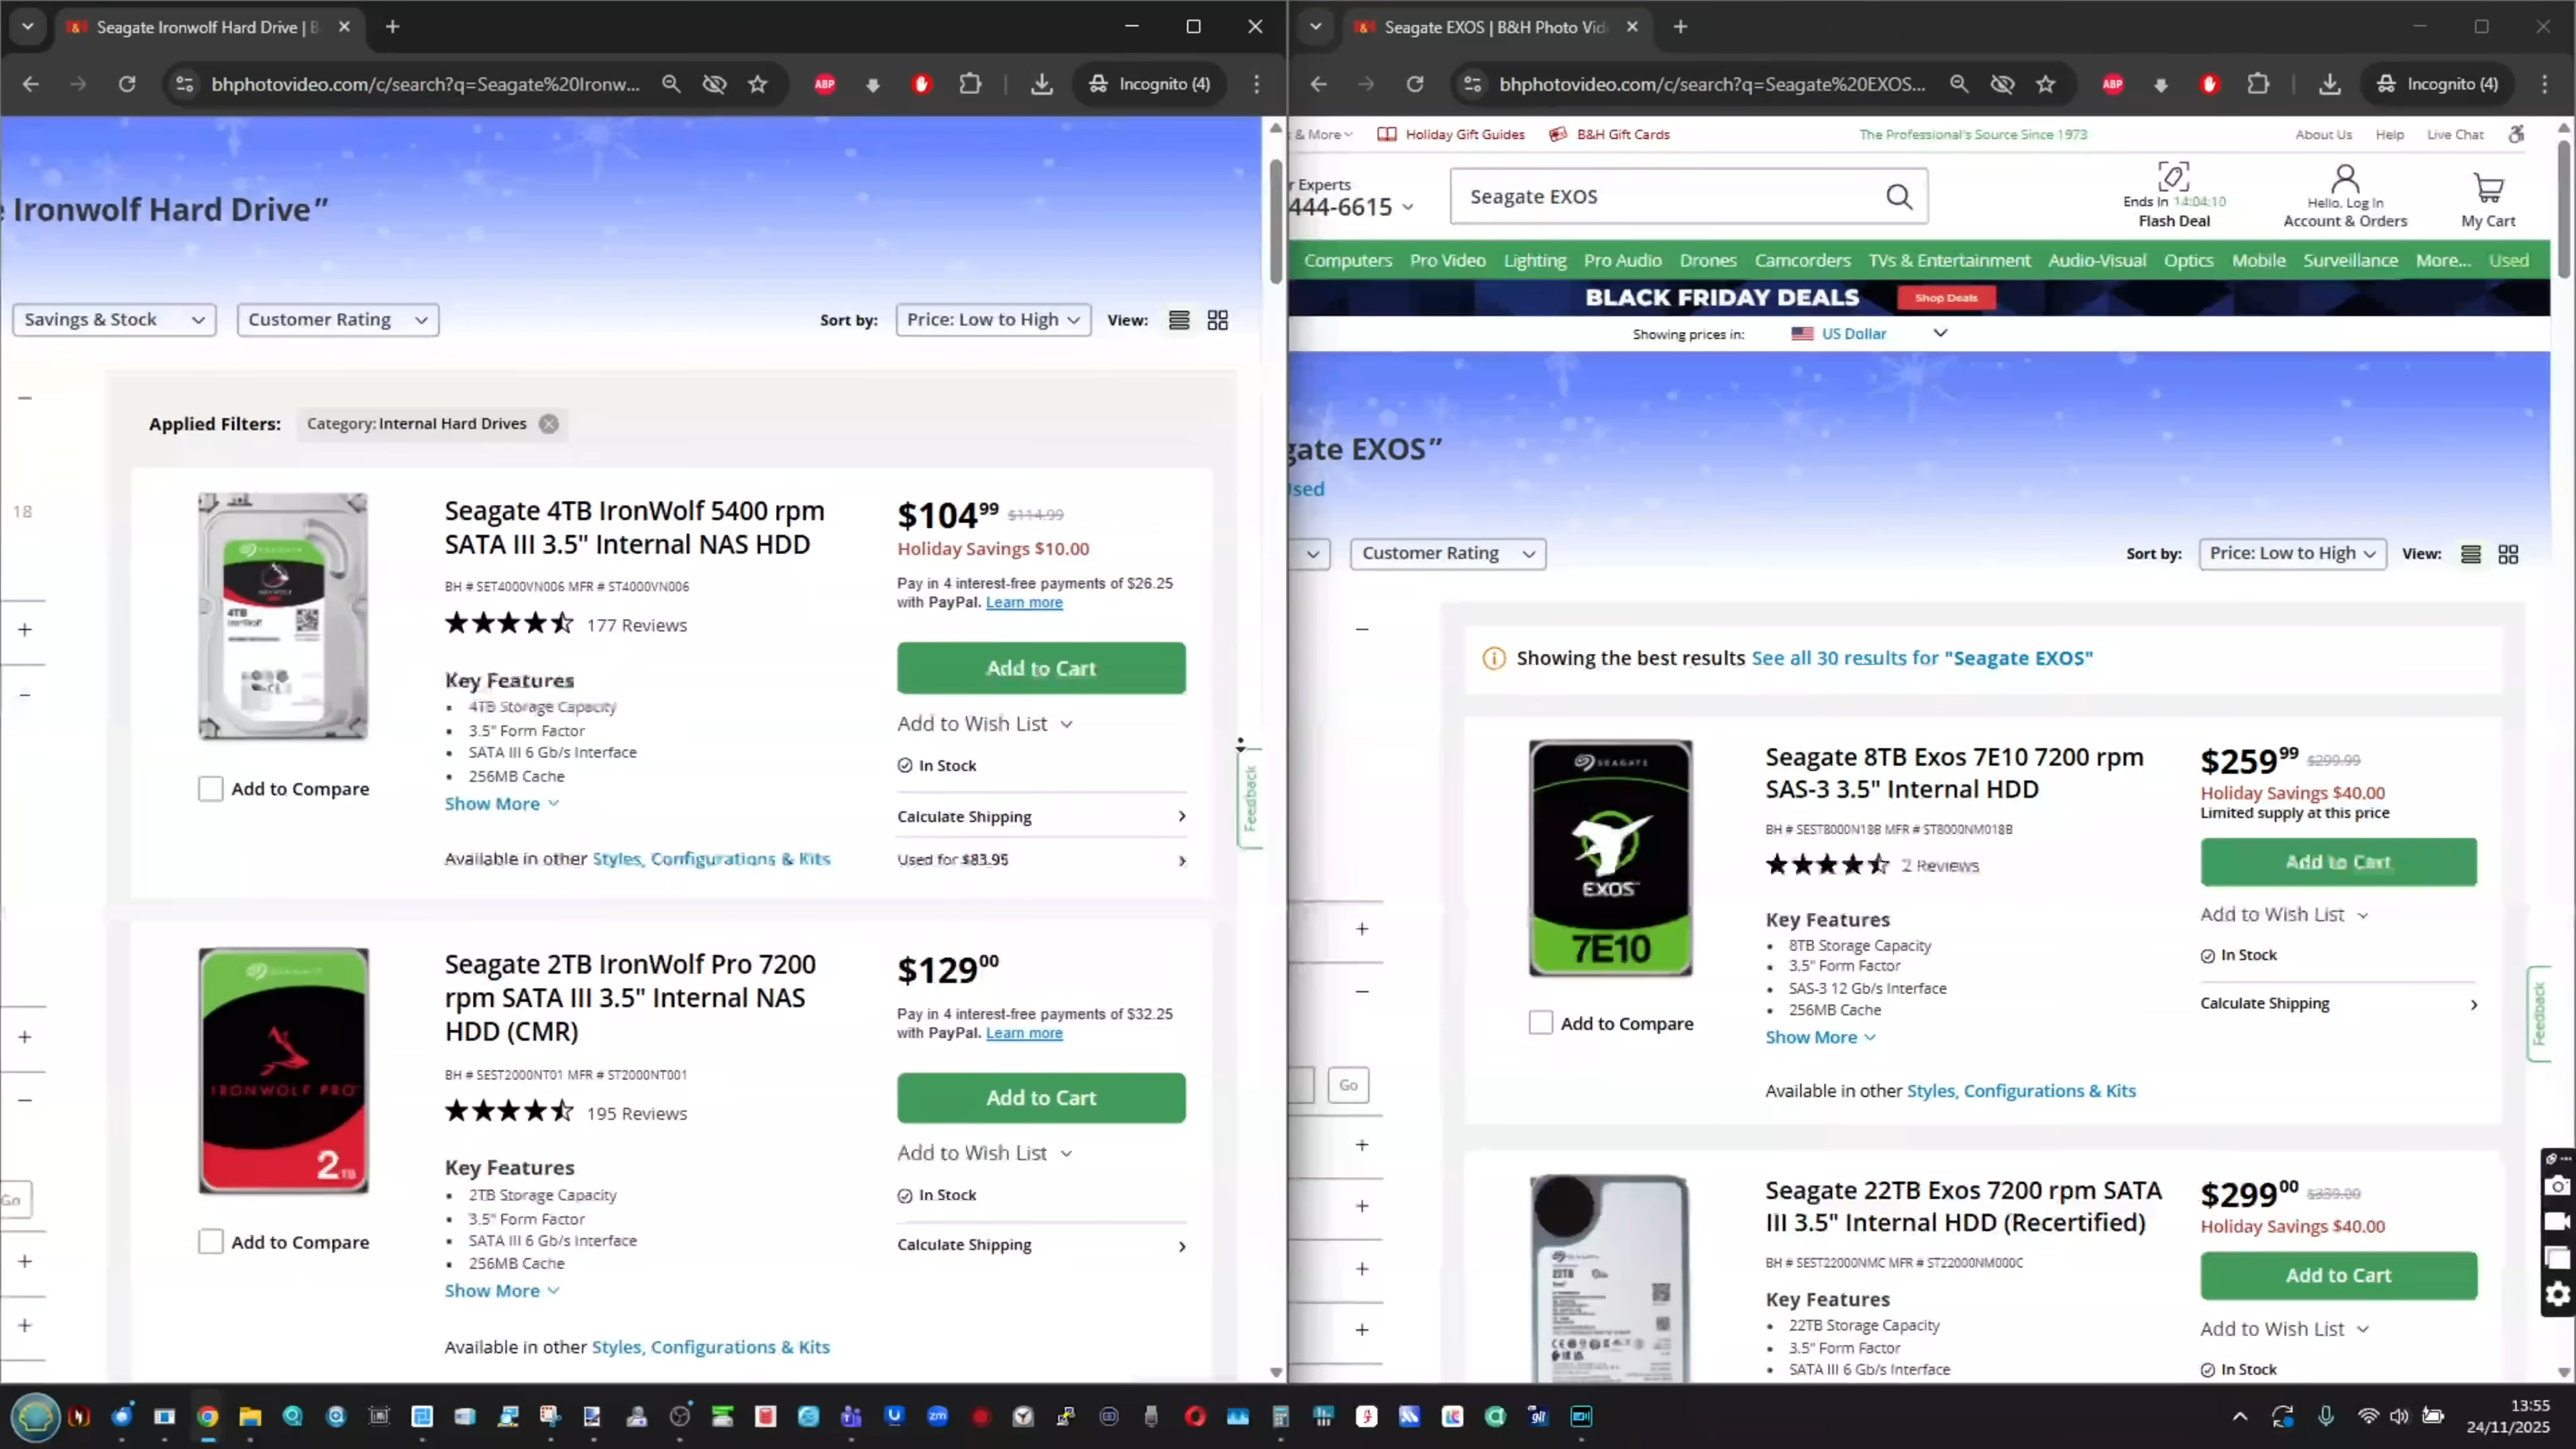 Seagate Ironwolf Hard Drive | B
bhphotovideo.com/c/search?q=Seagate%20Ironw...
ABP
Incognito (4)
Ironwolf Hard Drive”
Savings & Stock
Customer Rating
Sort by:
Price: Low to High
View:
Applied Filters:
Category: Internal Hard Drives
18
Seagate 4TB IronWolf 5400 rpm
SATA III 3.5" Internal NAS HDD
BH # SET4000VN006 MFR # ST4000VN006
177 Reviews
Key Features
4TB Storage Capacity
3.5" Form Factor
SATA III 6 Gb/s Interface
256MB Cache
Show More
Available in other Styles, Configurations & Kits
Add to Compare
$104 99 $114.99
Holiday Savings $10.00
Pay in 4 interest-free payments of $26.25
with PayPal. Learn more
Add to Cart
Add to Wish List
In Stock
Calculate Shipping
Used for $83.95
Feedback
IRONWOLF PRO
2TB
Seagate 2TB IronWolf Pro 7200
rpm SATA III 3.5" Internal NAS
HDD (CMR)
BH # SEST2000NT01 MFR # ST2000NT001
195 Reviews
Key Features
2TB Storage Capacity
3.5" Form Factor
SATA III 6 Gb/s Interface
256MB Cache
Show More
Available in other Styles, Configurations & Kits
Add to Compare
$129 00
Pay in 4 interest-free payments of $32.25
with PayPal. Learn more
Add to Cart
Add to Wish List
In Stock
Calculate Shipping
Go
Seagate EXOS | B&H Photo Vid
bhphotovideo.com/c/search?q=Seagate%20EXOS...
ABP
Incognito (4)
& More
Holiday Gift Guides
B&H Gift Cards
The Professional's Source Since 1973
About Us
Help
Live Chat
r Experts
444-6615
Seagate EXOS
Ends In 14:04:10
Flash Deal
Hello, Log In
Account & Orders
My Cart
Computers Pro Video Lighting Pro Audio Drones Camcorders TVs & Entertainment Audio-Visual Optics Mobile Surveillance More... Used
BLACK FRIDAY DEALS
Shop Deals
Showing prices in:
US Dollar
gate EXOS”
Used
Customer Rating
Sort by:
Price: Low to High
View:
Showing the best results See all 30 results for "Seagate EXOS"
SEAGATE
EXOS
7E10
Seagate 8TB Exos 7E10 7200 rpm
SAS-3 3.5" Internal HDD
BH # SEST8000N18B MFR # ST8000NM018B
2 Reviews
Key Features
8TB Storage Capacity
3.5" Form Factor
SAS-3 12 Gb/s Interface
256MB Cache
Show More
Available in other Styles, Configurations & Kits
Add to Compare
$259 99 $299.99
Holiday Savings $40.00
Limited supply at this price
Add to Cart
Add to Wish List
In Stock
Calculate Shipping
Feedback
Go
22TB
Seagate 22TB Exos 7200 rpm SATA
III 3.5" Internal HDD (Recertified)
BH # SEST22000NMC MFR # ST22000NM000C
Key Features
22TB Storage Capacity
3.5" Form Factor
SATA III 6 Gb/s Interface
$299 00 $339.00
Holiday Savings $40.00
Add to Cart
Add to Wish List
In Stock
13:55
24/11/2025